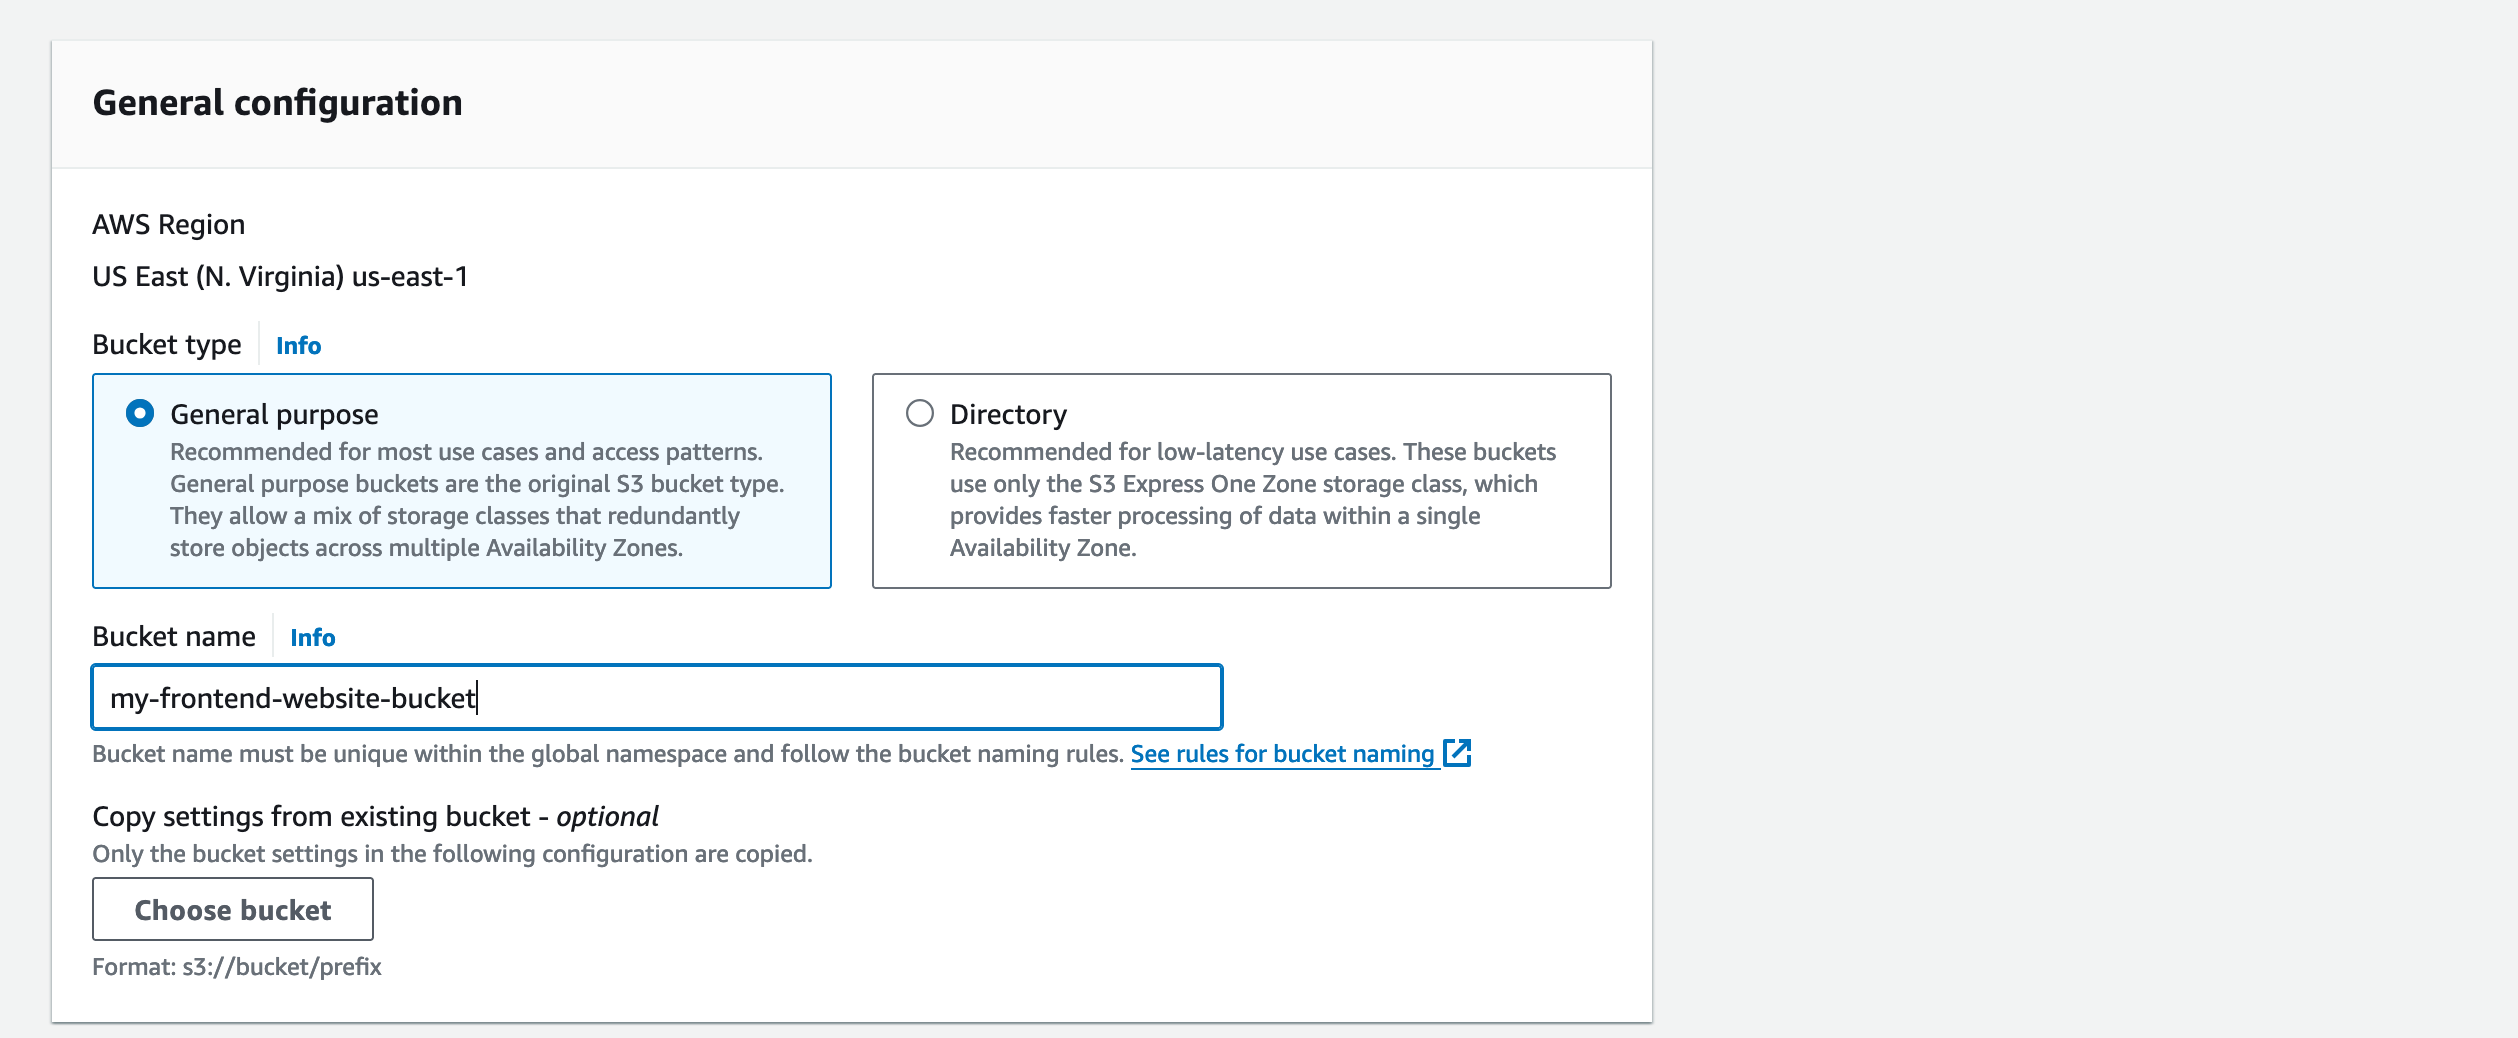 General configuration
AWS Region
US East (N. Virginia) us-east-1
Bucket type Info
General purpose
Recommended for most use cases and access patterns.
General purpose buckets are the original S3 bucket type.
They allow a mix of storage classes that redundantly
store objects across multiple Availability Zones.
Directory
Recommended for low-latency use cases. These buckets
use only the S3 Express One Zone storage class, which
provides faster processing of data within a single
Availability Zone.
Bucket name Info
my-frontend-website-bucket
Bucket name must be unique within the global namespace and follow the bucket naming rules. See rules for bucket naming
Copy settings from existing bucket - optional
Only the bucket settings in the following configuration are copied.
Choose bucket
Format: s3://bucket/prefix